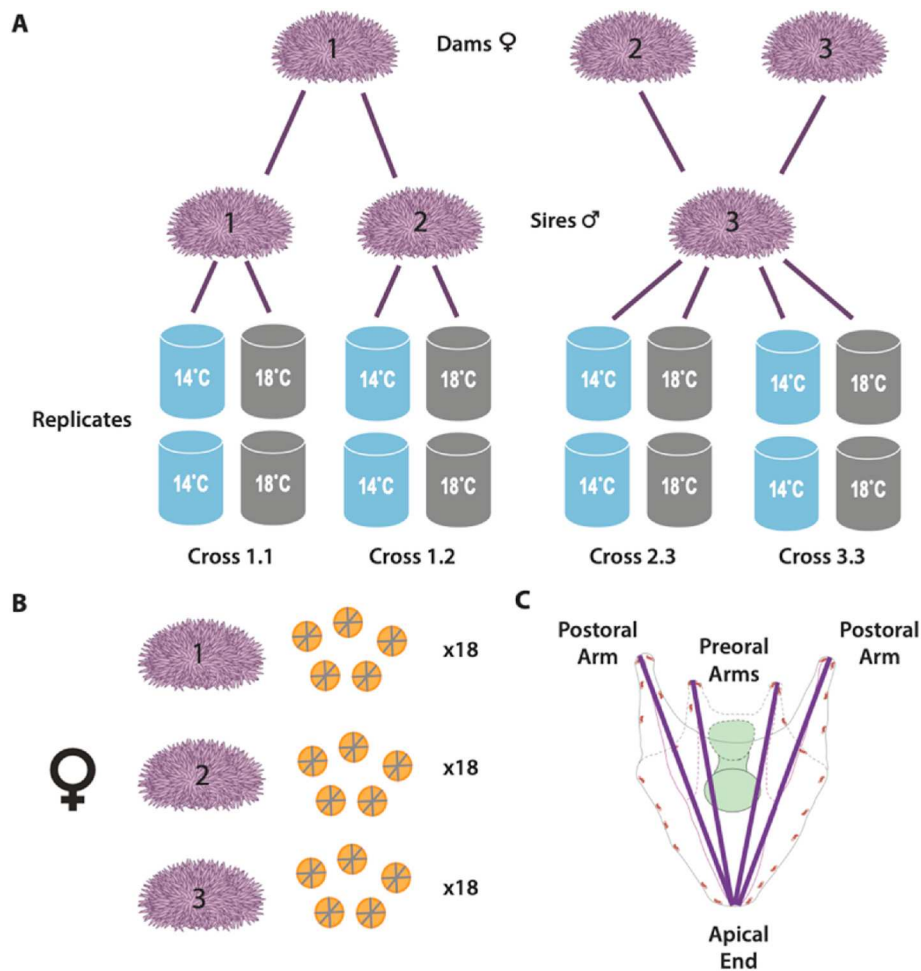 A
1
Dams ♀
2
3
1
2
Sires ♂
3
14°C
18°C
14°C
18°C
14°C
18°C
14°C
18°C
Replicates
14°C
18°C
14°C
18°C
14°C
18°C
14°C
18°C
Cross 1.1
Cross 1.2
Cross 2.3
Cross 3.3
B
1
x18
♀
2
x18
3
x18
C
Postoral
Arm
Preoral
Arms
Postoral
Arm
Apical
End